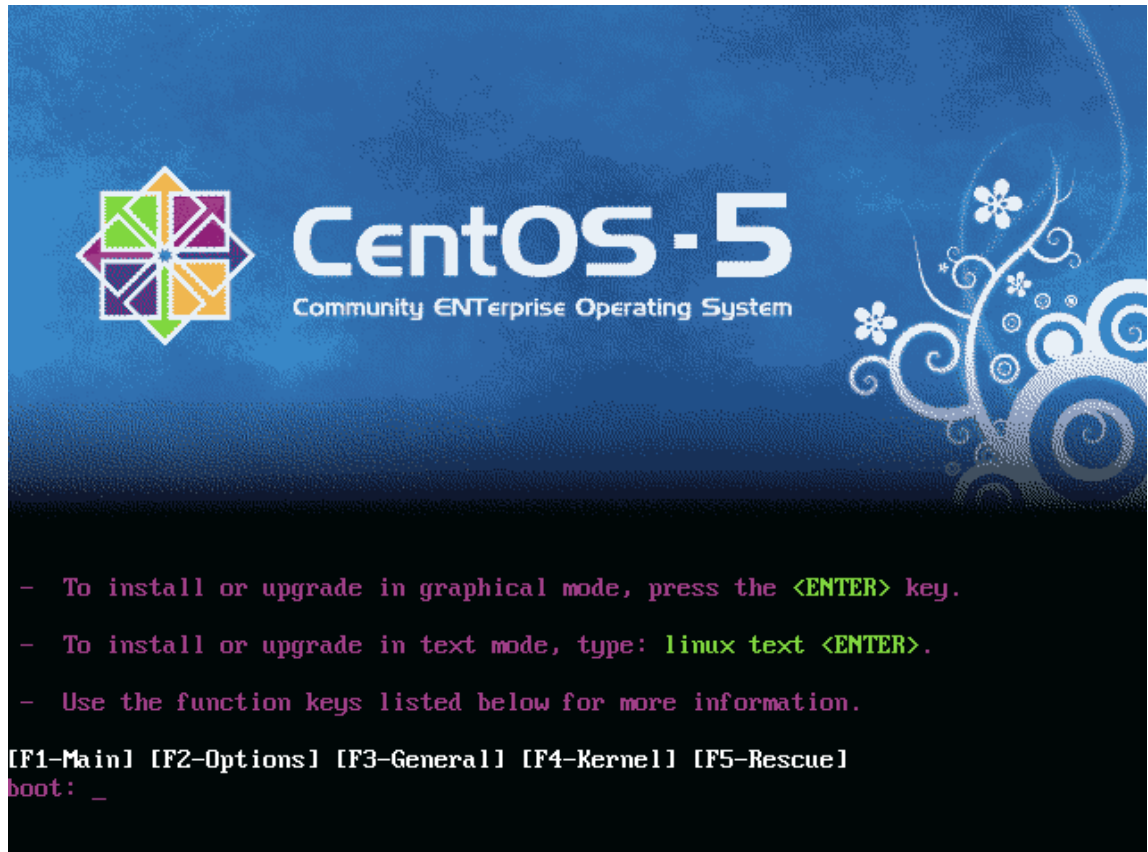 CentOS-5
Community ENTerprise Operating System
- To install or upgrade in graphical mode, press the <ENTER> key.
- To install or upgrade in text mode, type: linux text <ENTER>.
- Use the function keys listed below for more information.
[F1-Main] [F2-Options] [F3-General] [F4-Kernel] [F5-Rescue]
boot: _